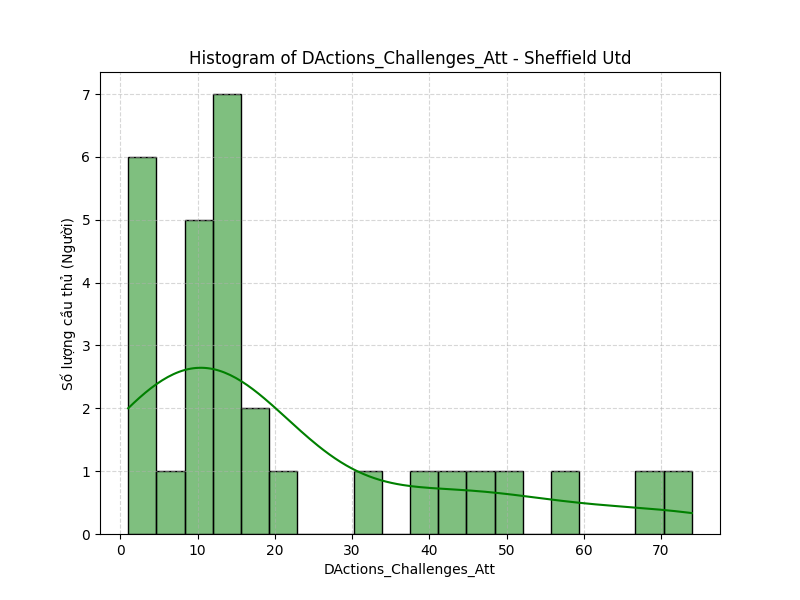 Histogram of DActions_Challenges_Att - Sheffield Utd
Số lượng cầu thủ (Người)
7
6
5
4
3
2
1
0
0 10 20 30 40 50 60 70
DActions_Challenges_Att